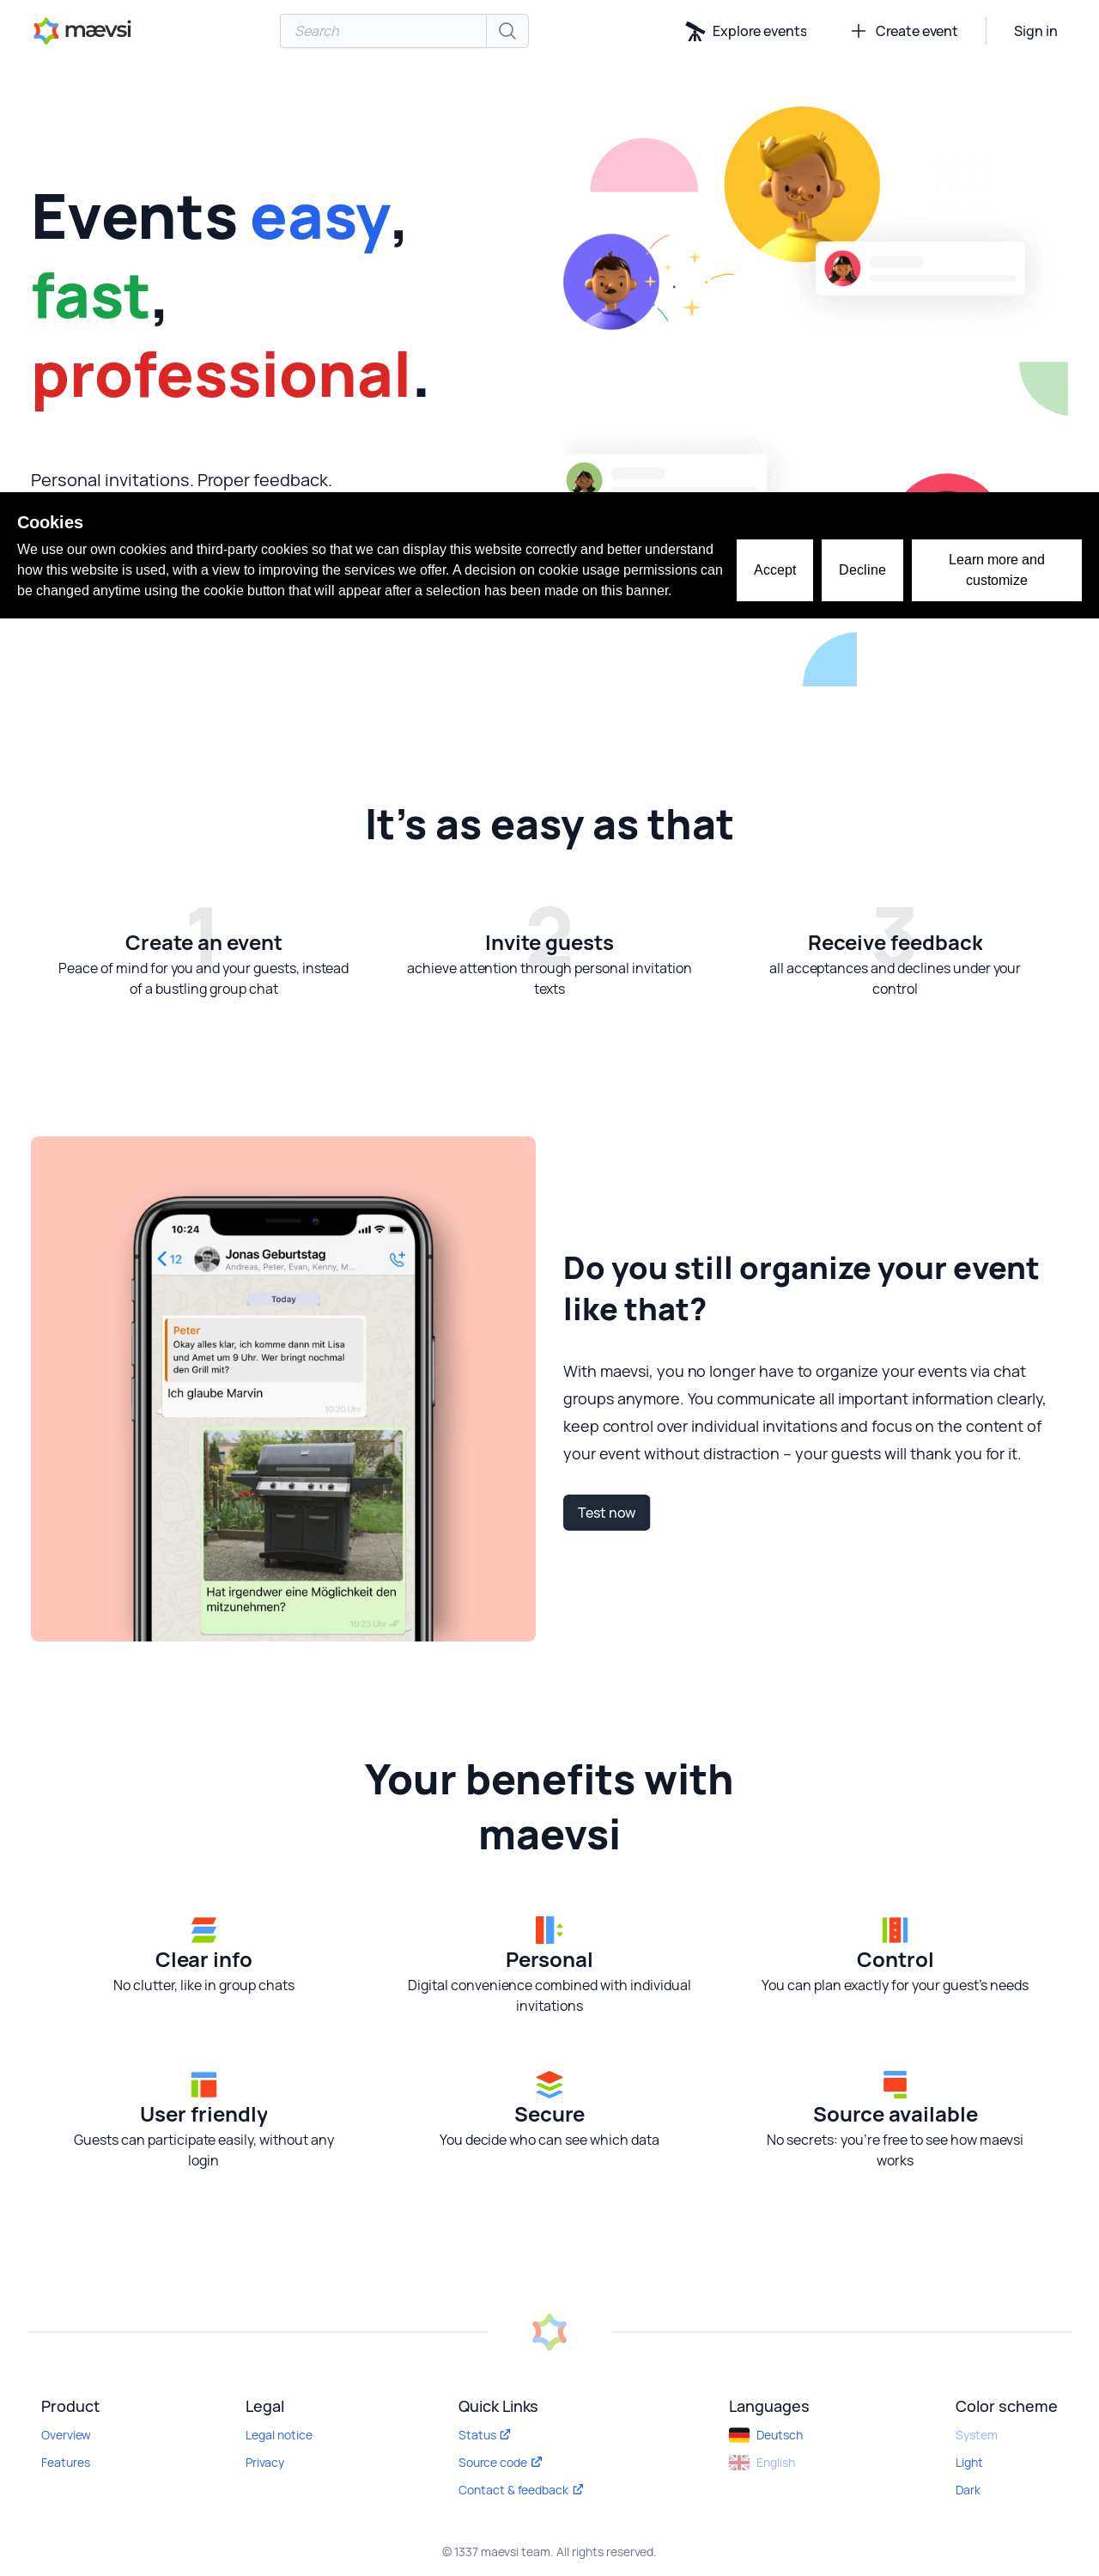 mævsi
Search
Explore events
Create event
Sign in
Events easy,
fast,
professional.
Personal invitations. Proper feedback.
Cookies
We use our own cookies and third-party cookies so that we can display this website correctly and better understand
how this website is used, with a view to improving the services we offer. A decision on cookie usage permissions can
be changed anytime using the cookie button that will appear after a selection has been made on this banner.
Accept
Decline
Learn more and
customize
It's as easy as that
1
Create an event
Peace of mind for you and your guests, instead
of a bustling group chat
2
Invite guests
achieve attention through personal invitation
texts
3
Receive feedback
all acceptances and declines under your
control
10:24
12
Jonas Geburtstag
Andreas, Peter, Evan, Kenny, M...
Today
Peter
Okay alles klar, ich komme dann mit Lisa
und Amet um 9 Uhr. Wer bringt nochmal
den Grill mit?
Ich glaube Marvin
10:20 Uhr
Hat irgendwer eine Möglichkeit den
mitzunehmen?
10:23 Uhr
Do you still organize your event
like that?
With maevsi, you no longer have to organize your events via chat
groups anymore. You communicate all important information clearly,
keep control over individual invitations and focus on the content of
your event without distraction – your guests will thank you for it.
Test now
Your benefits with
maevsi
Clear info
No clutter, like in group chats
Personal
Digital convenience combined with individual
invitations
Control
You can plan exactly for your guest's needs
User friendly
Guests can participate easily, without any
login
Secure
You decide who can see which data
Source available
No secrets: you're free to see how maevsi
works
Product
Overview
Features
Legal
Legal notice
Privacy
Quick Links
Status
Source code
Contact & feedback
Languages
Deutsch
English
Color scheme
System
Light
Dark
© 1337 maevsi team. All rights reserved.